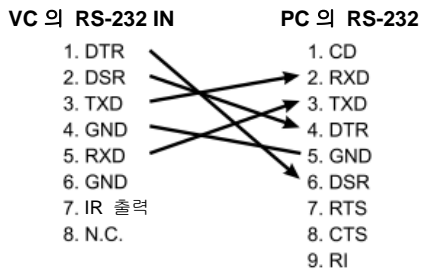 VC 의 RS-232 IN
1. DTR
2. DSR
3. TXD
4. GND
5. RXD
6. GND
7. IR 출력
8. N.C.
PC 의 RS-232
1. CD
2. RXD
3. TXD
4. DTR
5. GND
6. DSR
7. RTS
8. CTS
9. RI